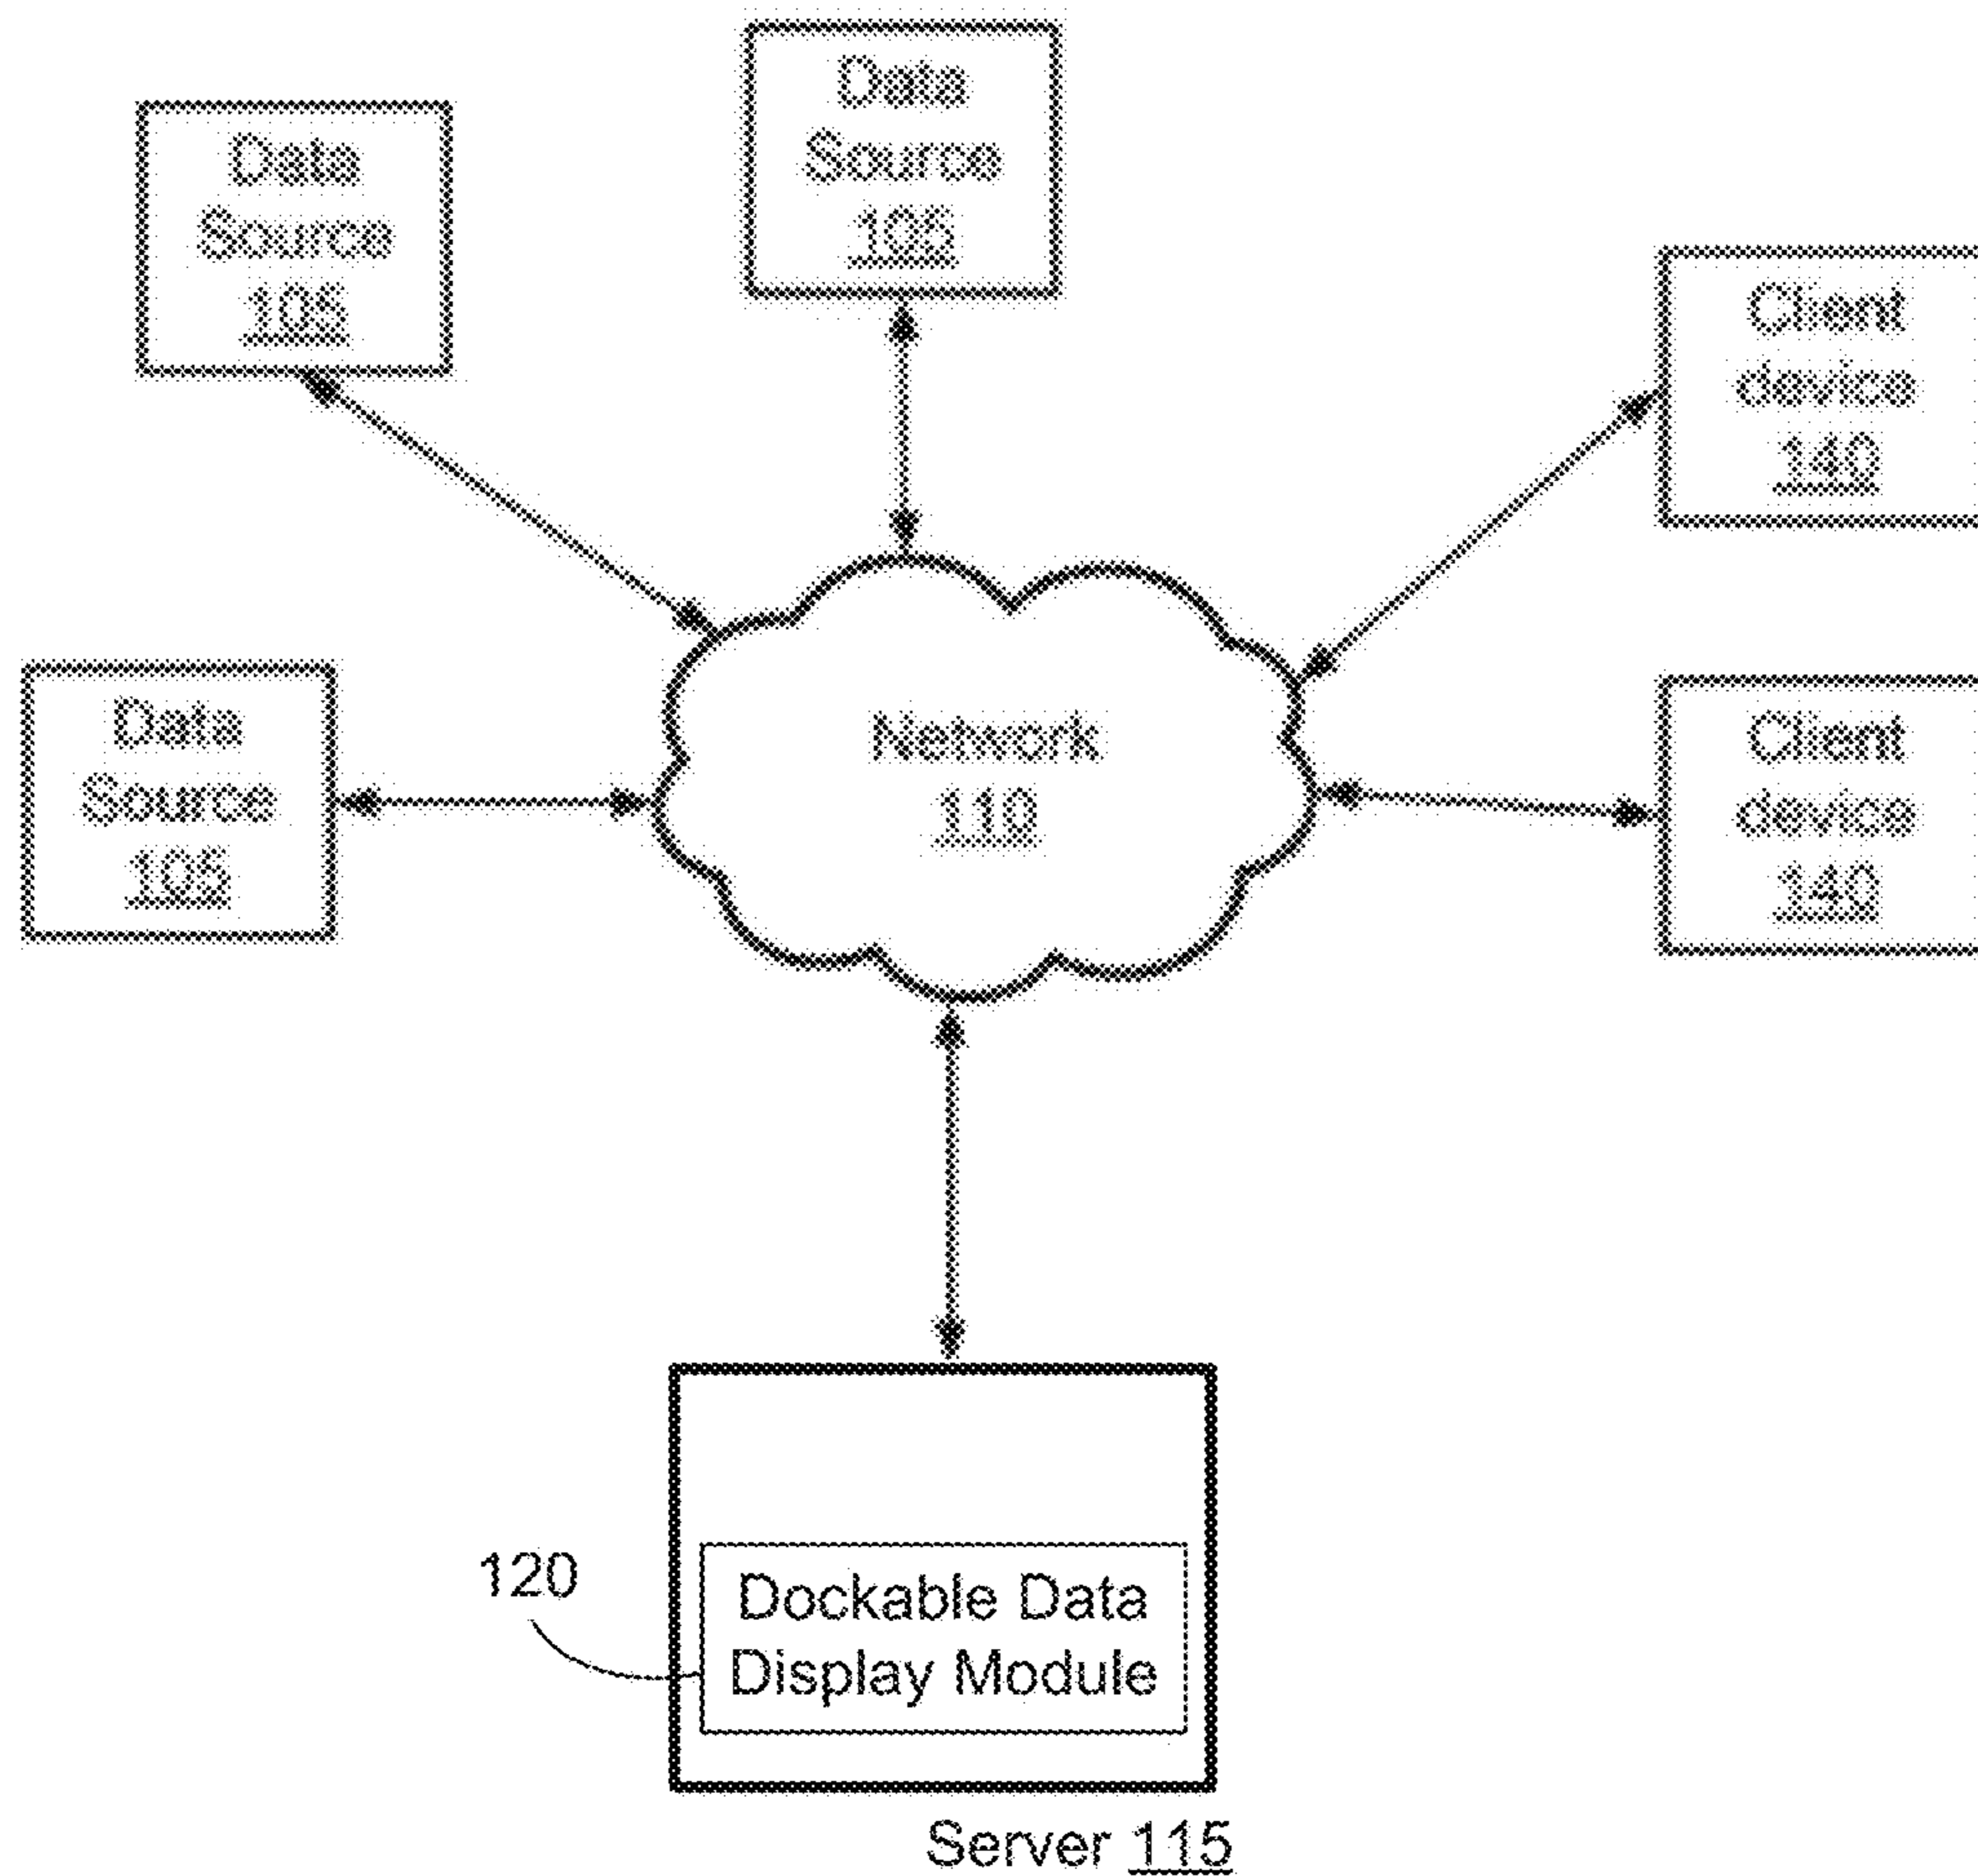 Data
Source
105
Data
Source
105
Client
device
140
Data
Source
105
Network
110
Client
device
140
120
Dockable Data
Display Module
Server 115